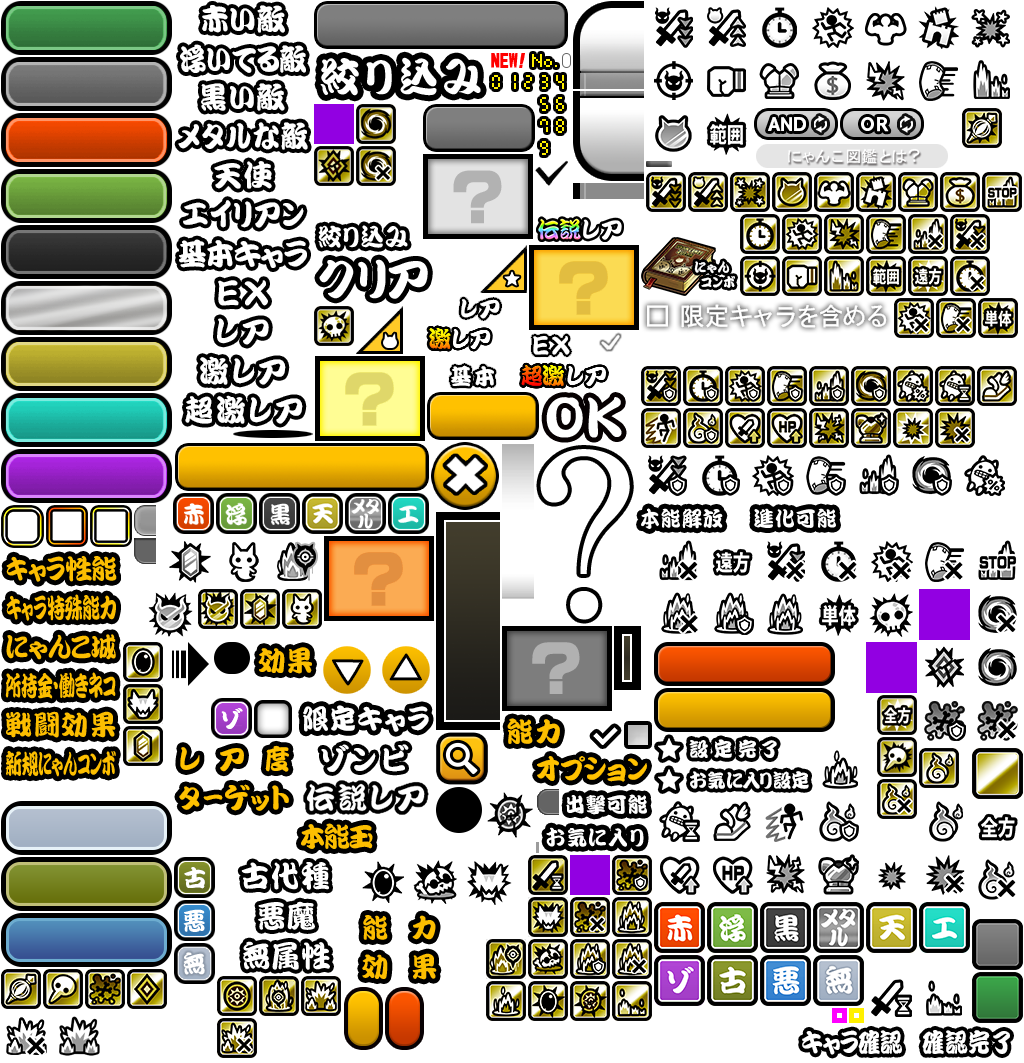 赤い敵
浮いてる敵
黒い敵
メタルな敵
天使
エイリアン
基本キャラ
EX
レア
激レア
超激レア
絞り込み
NEW!
No.
0 1 2 3 4
5 6
7 8
9
絞り込み
クリア
伝説レア
レア
激レア
EX
基本
超激レア
OK
範囲
AND
OR
にゃんこ図鑑とは?
STOP
にゃん
コンボ
範囲
遠方
限定キャラを含める
単体
HP
本能解放
進化可能
遠方
STOP
単体
赤
浮
黒
天
メタル
エ
キャラ性能
キャラ特殊能力
にゃんこ城
所持金・働きネコ
戦闘効果
新規にゃんコンボ
効果
ゾ
限定キャラ
レア度
ゾンビ
ターゲット
伝説レア
本能玉
能力
オプション
出撃可能
お気に入り
設定完了
お気に入り設定
全方
全方
HP
古
悪
無
古代種
悪魔
無属性
能力
効果
赤
浮
黒
メタル
天
エ
ゾ
古
悪
無
キャラ確認
確認完了